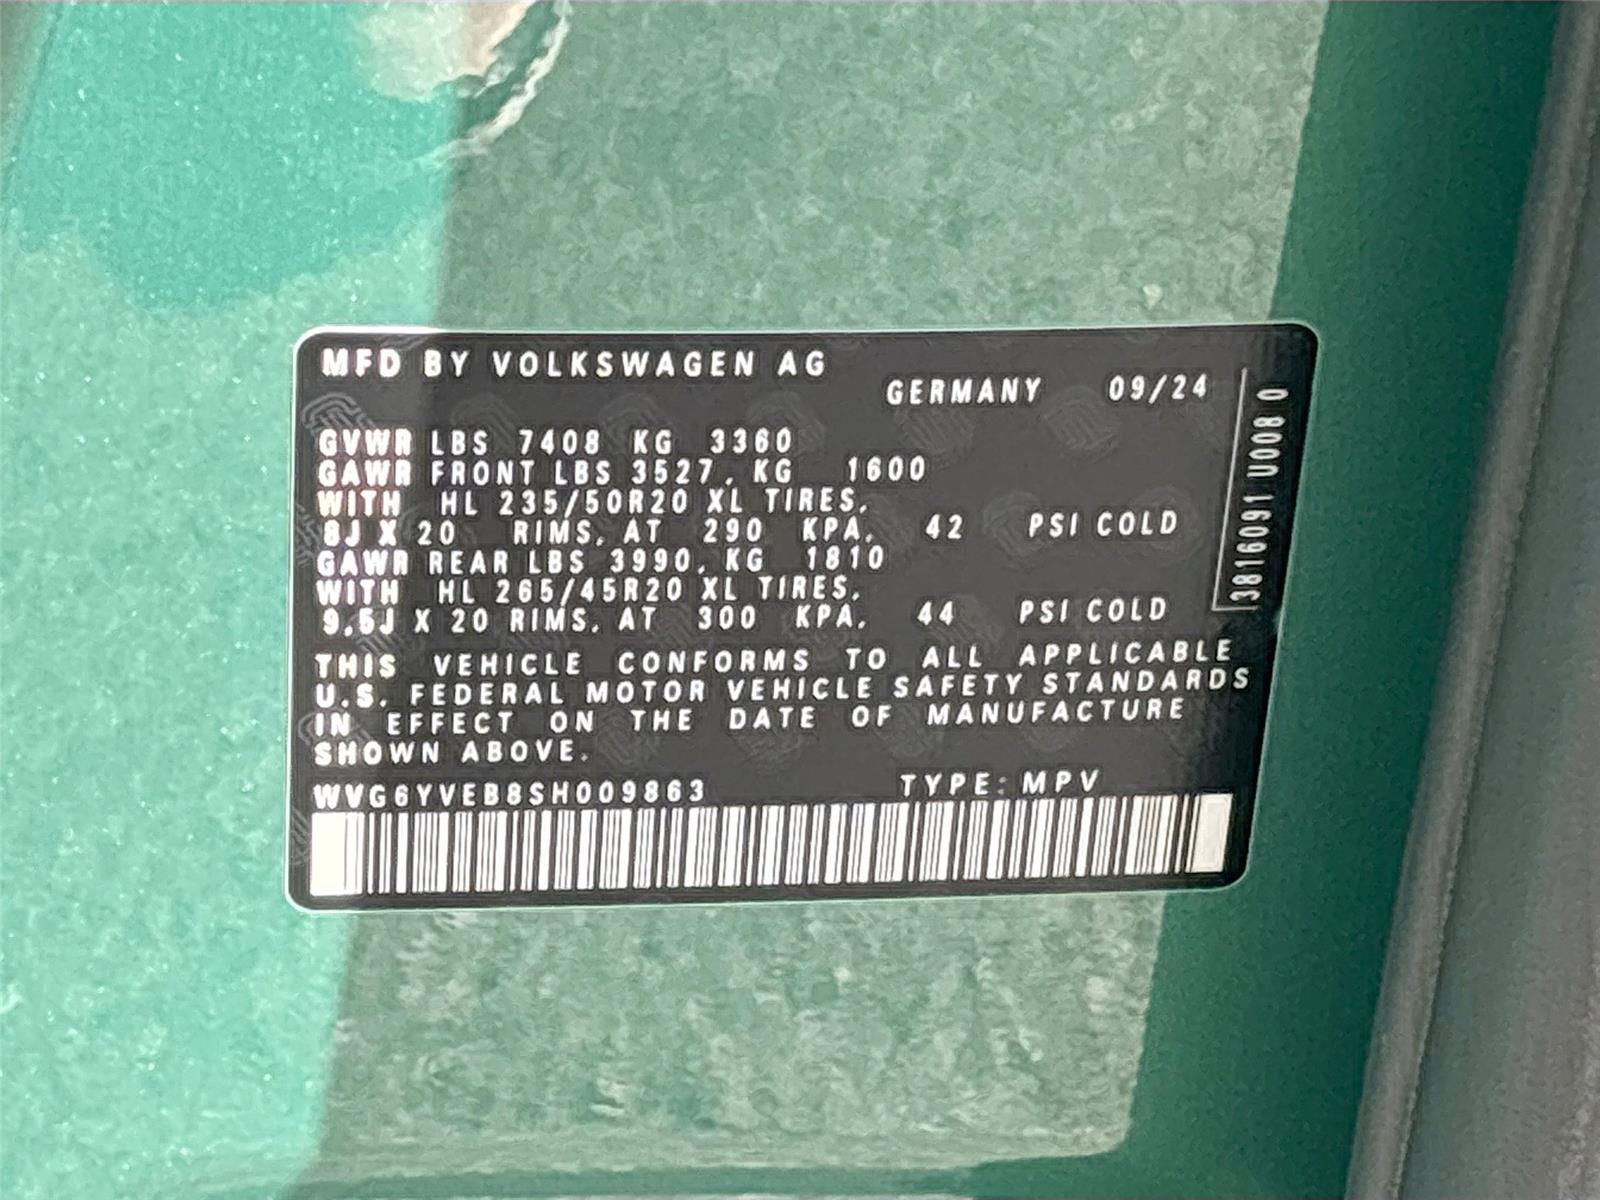 MFD BY VOLKSWAGEN AG
GERMANY 09/24
GVWR LBS 7408 KG 3360
GAWR FRONT LBS 3527, KG 1600
WITH HL 235/50R20 XL TIRES,
8J X 20 RIMS, AT 290 KPA, 42 PSI COLD
GAWR REAR LBS 3990, KG 1810
WITH HL 265/45R20 XL TIRES,
9.5J X 20 RIMS, AT 300 KPA, 44 PSI COLD
THIS VEHICLE CONFORMS TO ALL APPLICABLE
U.S. FEDERAL MOTOR VEHICLE SAFETY STANDARDS
IN EFFECT ON THE DATE OF MANUFACTURE
SHOWN ABOVE.
WVG6YVEB8SH009863 TYPE: MPV
3816091 U008 0